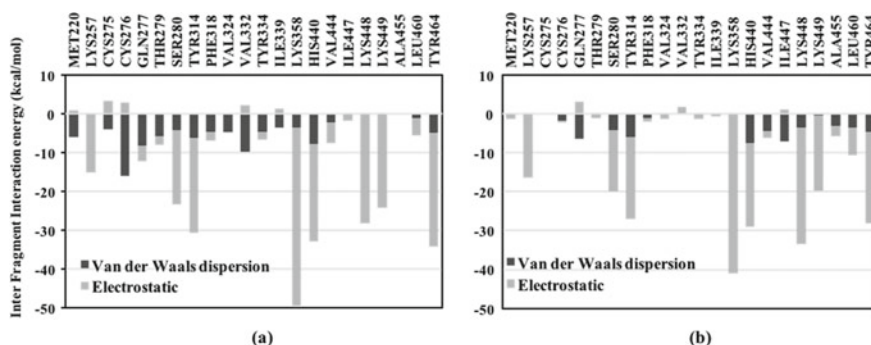 MET220
LYS257
CYS275
CYS276
GLN277
THR279
SER280
TYR314
PHE318
VAL324
VAL332
TYR334
ILE339
LYS358
HIS440
VAL444
ILE447
LYS448
LYS449
ALA455
LEU460
TYR464
Inter Fragment Interaction energy (kcal/mol)
10
0
-10
-20
-30
-40
-50
Van der Waals dispersion
Electrostatic
(a)
MET220
LYS257
CYS275
CYS276
GLN277
THR279
SER280
TYR314
PHE318
VAL324
VAL332
TYR334
ILE339
LYS358
HIS440
VAL444
ILE447
LYS448
LYS449
ALA455
LEU460
TYR464
10
0
-10
-20
-30
-40
-50
Van der Waals dispersion
Electrostatic
(b)